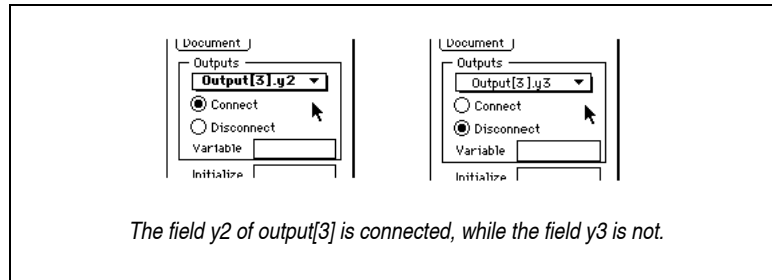 Document
Outputs
Output[3].y2
Connect
Disconnect
Variable
Initialize
Document
Outputs
Output[3].y3
Connect
Disconnect
Variable
Initialize
The field y2 of output[3] is connected, while the field y3 is not.